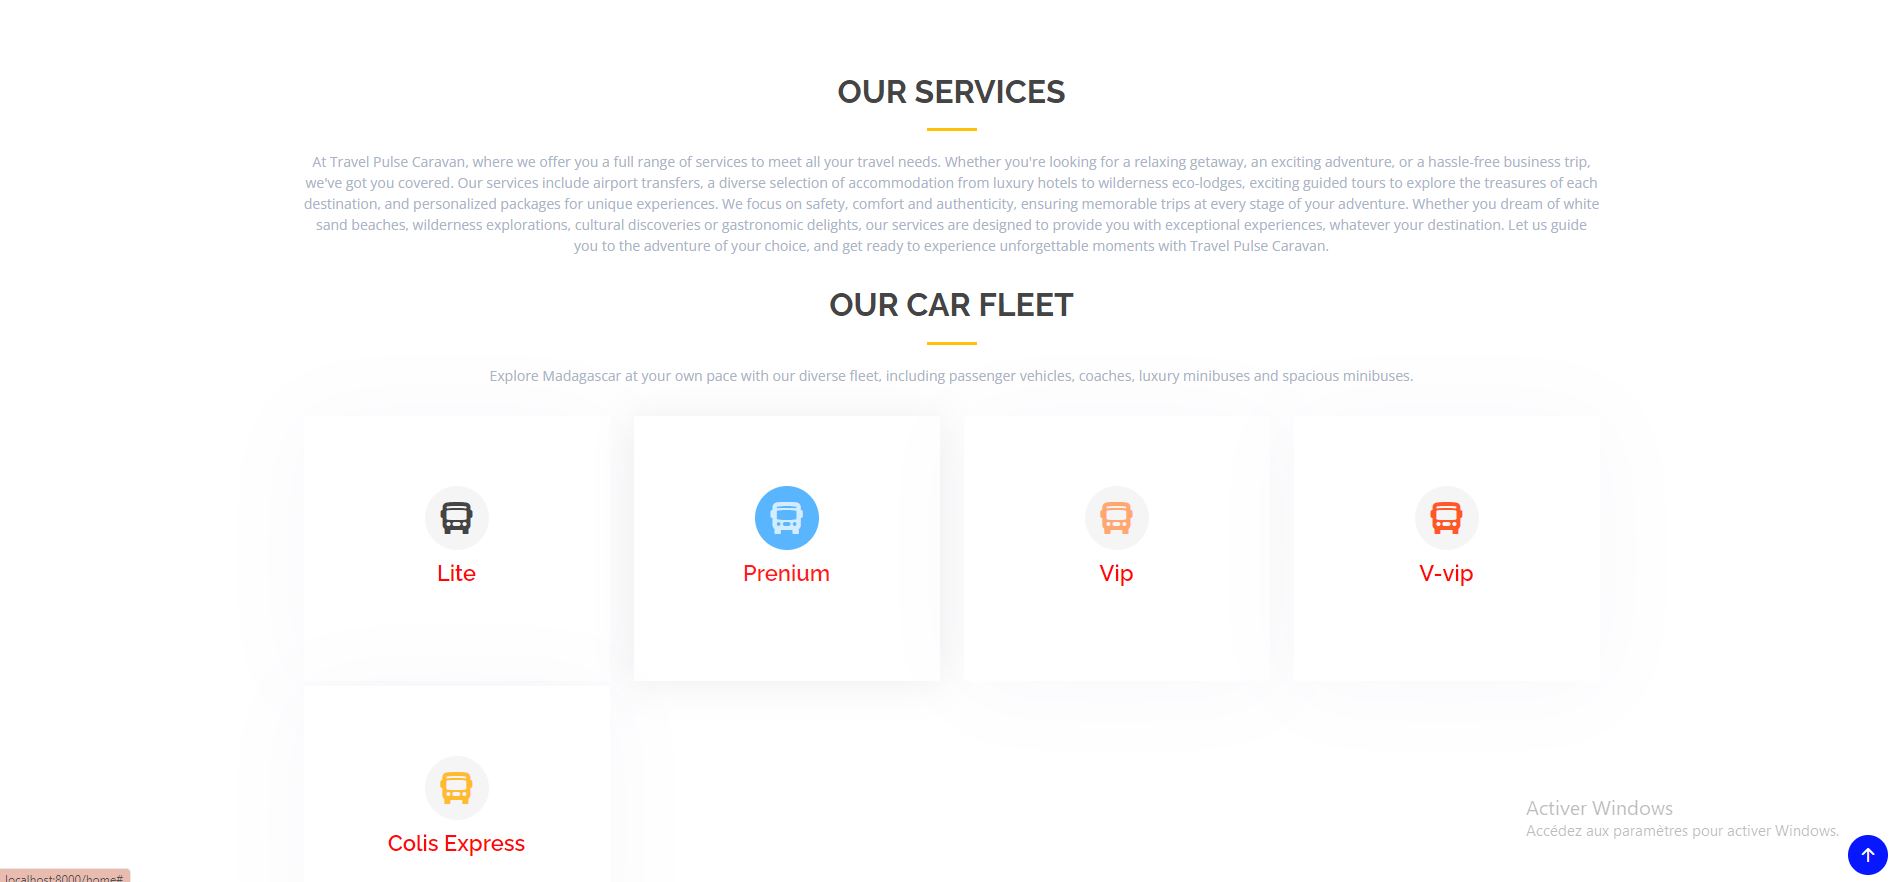 OUR SERVICES
At Travel Pulse Caravan, where we offer you a full range of services to meet all your travel needs. Whether you're looking for a relaxing getaway, an exciting adventure, or a hassle-free business trip,
we've got you covered. Our services include airport transfers, a diverse selection of accommodation from luxury hotels to wilderness eco-lodges, exciting guided tours to explore the treasures of each
destination, and personalized packages for unique experiences. We focus on safety, comfort and authenticity, ensuring memorable trips at every stage of your adventure. Whether you dream of white
sand beaches, wilderness explorations, cultural discoveries or gastronomic delights, our services are designed to provide you with exceptional experiences, whatever your destination. Let us guide
you to the adventure of your choice, and get ready to experience unforgettable moments with Travel Pulse Caravan.
OUR CAR FLEET
Explore Madagascar at your own pace with our diverse fleet, including passenger vehicles, coaches, luxury minibuses and spacious minibuses.
Lite
Prenium
Vip
V-vip
Colis Express
Activer Windows
Accédez aux paramètres pour activer Windows.
localhost:8000/home#